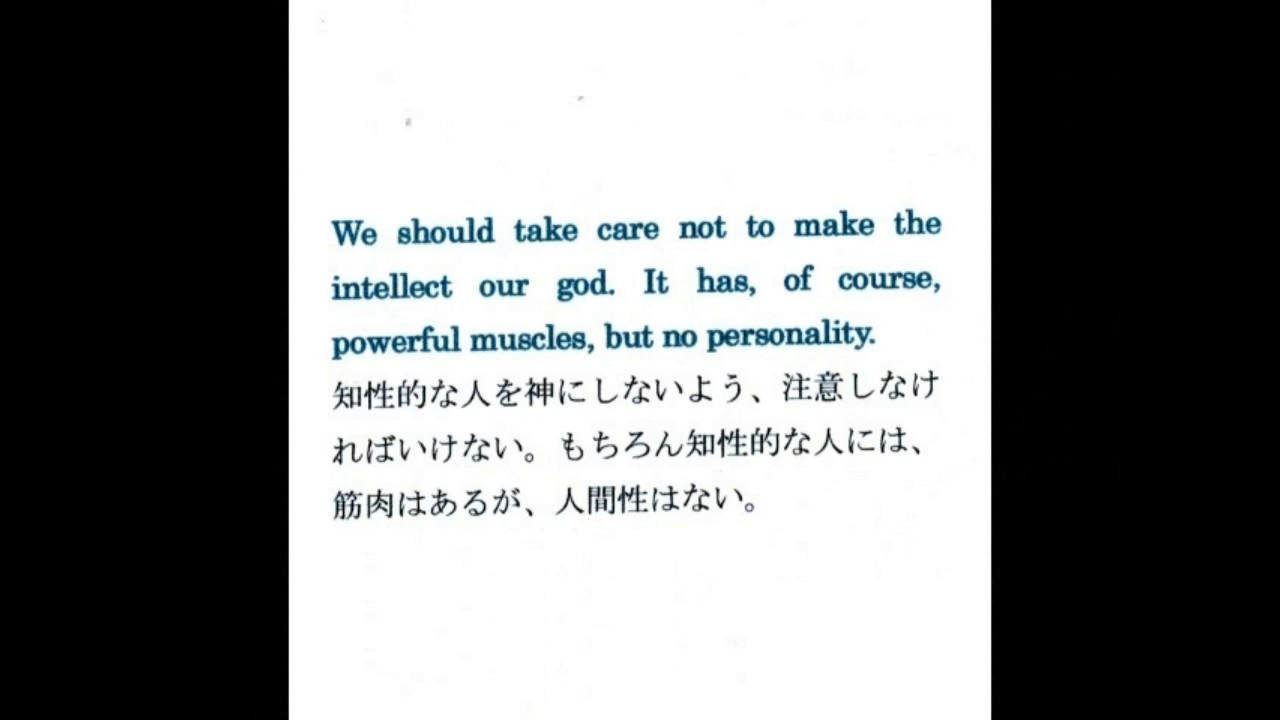 We should take care not to make the
intellect our god. It has, of course,
powerful muscles, but no personality.
知性的な人を神にしないよう、注意しなけ
ればいけない。もちろん知性的な人には、
筋肉はあるが、人間性はない。